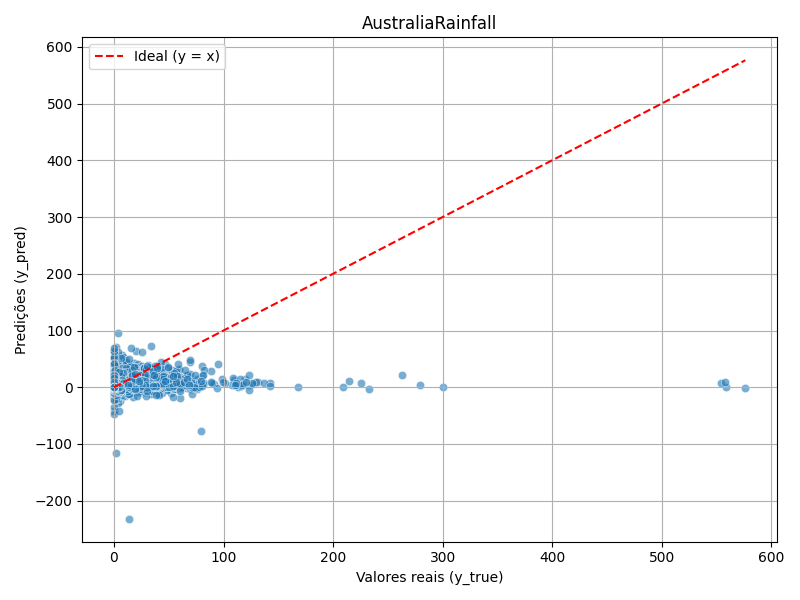 AustraliaRainfall
Ideal (y = x)
600
500
400
300
200
100
0
−100
−200
Predições (y_pred)
0 100 200 300 400 500 600
Valores reais (y_true)